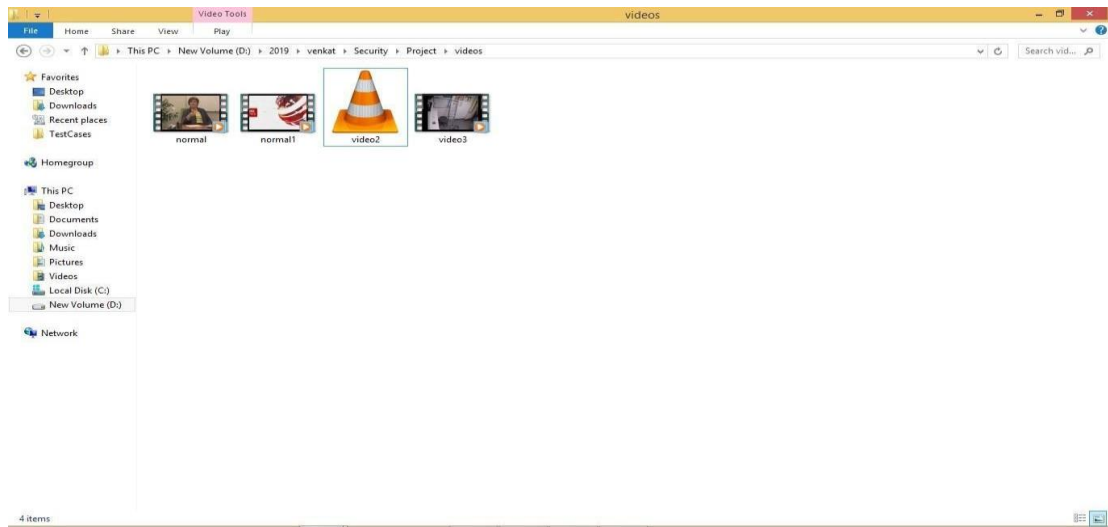 Video Tools
videos
File Home Share View Play
This PC New Volume (D:) 2019 venkat Security Project videos
Search vid...
Favorites
Desktop
Downloads
Recent places
TestCases
Homegroup
This PC
Desktop
Documents
Downloads
Music
Pictures
Videos
Local Disk (C:)
New Volume (D:)
Network
normal normal1 video2 video3
4 items